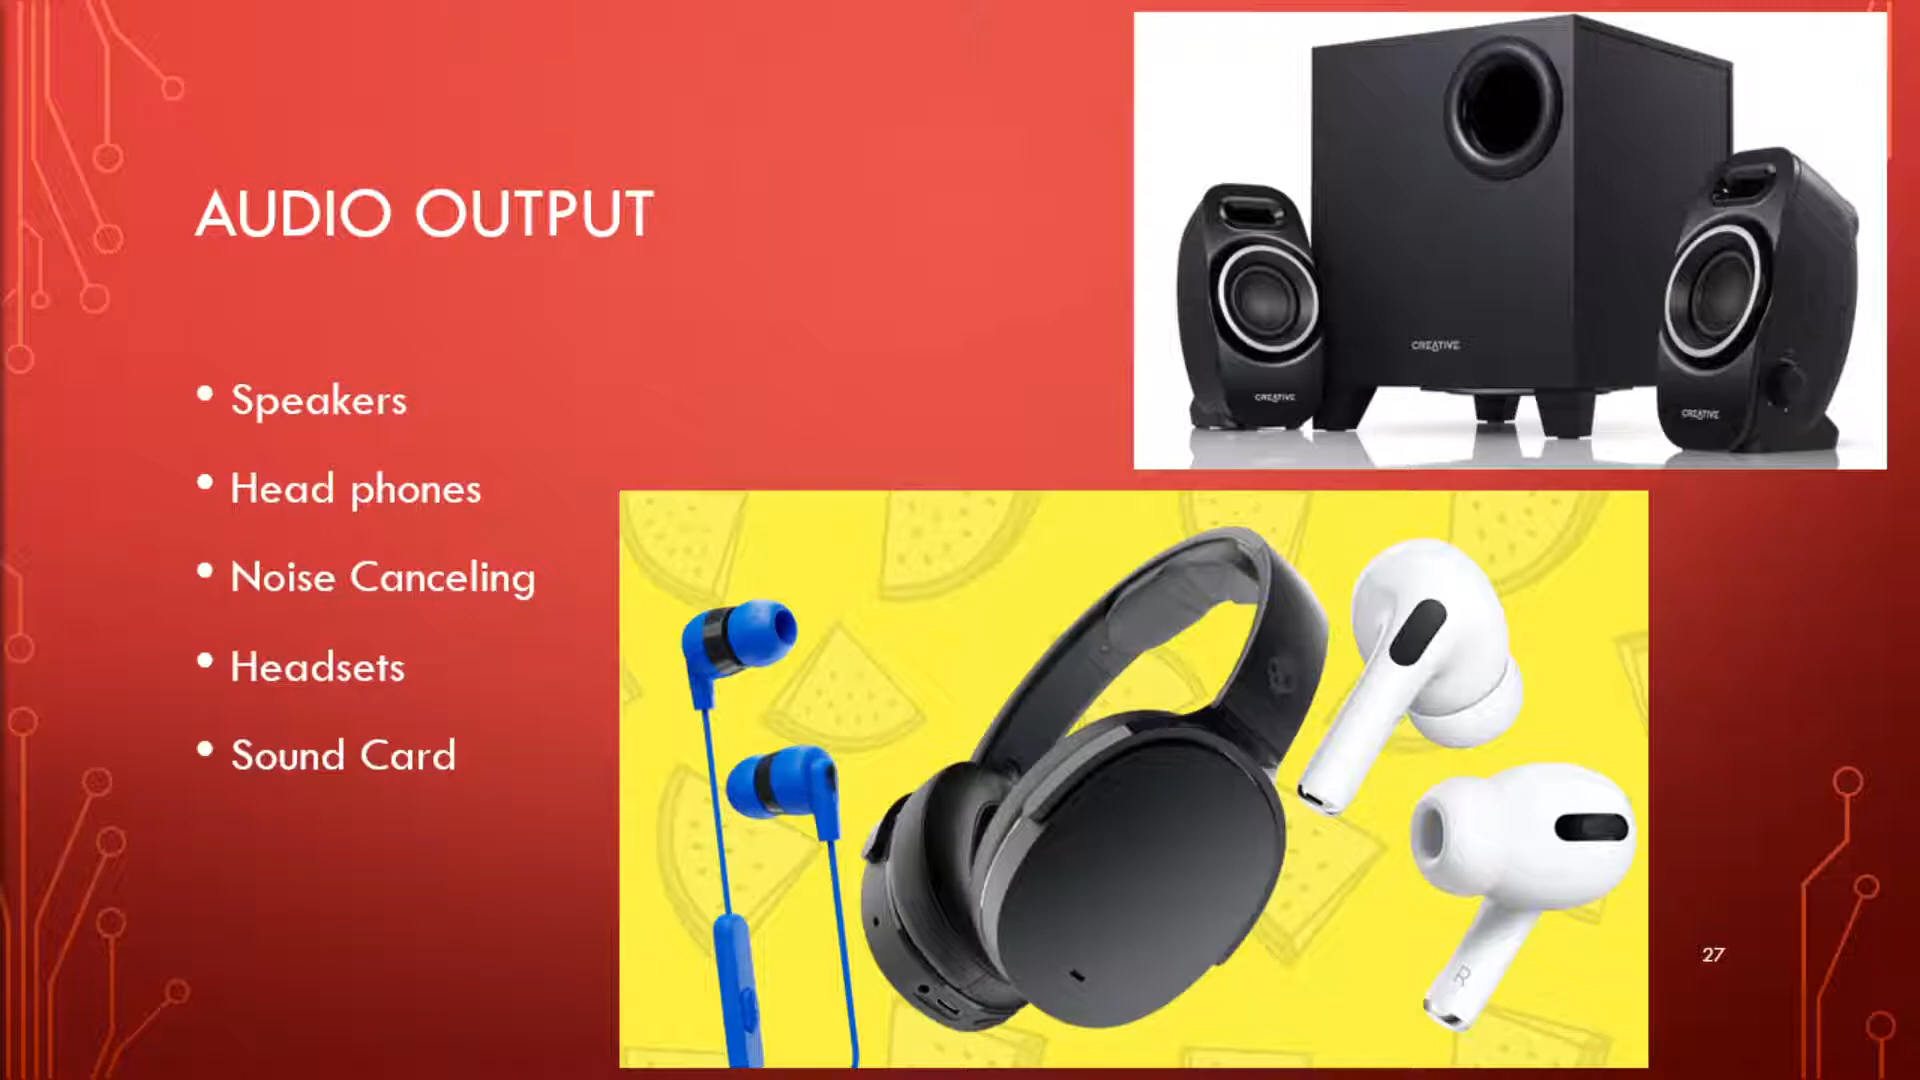 AUDIO OUTPUT
• Speakers
• Head phones
• Noise Canceling
• Headsets
• Sound Card
CREATIVE
CREATIVE
CREATIVE
R
27